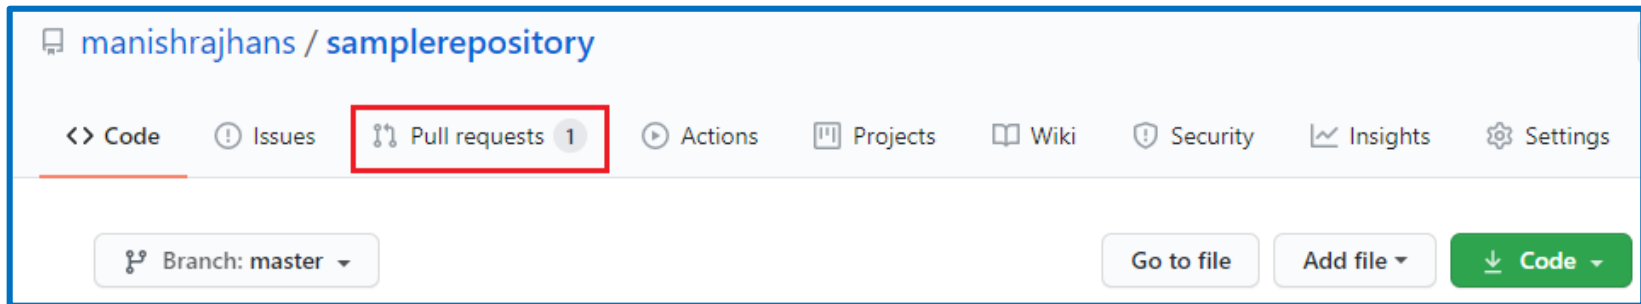 manishrajhans / samplerepository
Code Issues Pull requests 1 Actions Projects Wiki Security Insights Settings
Branch: master Go to file Add file Code